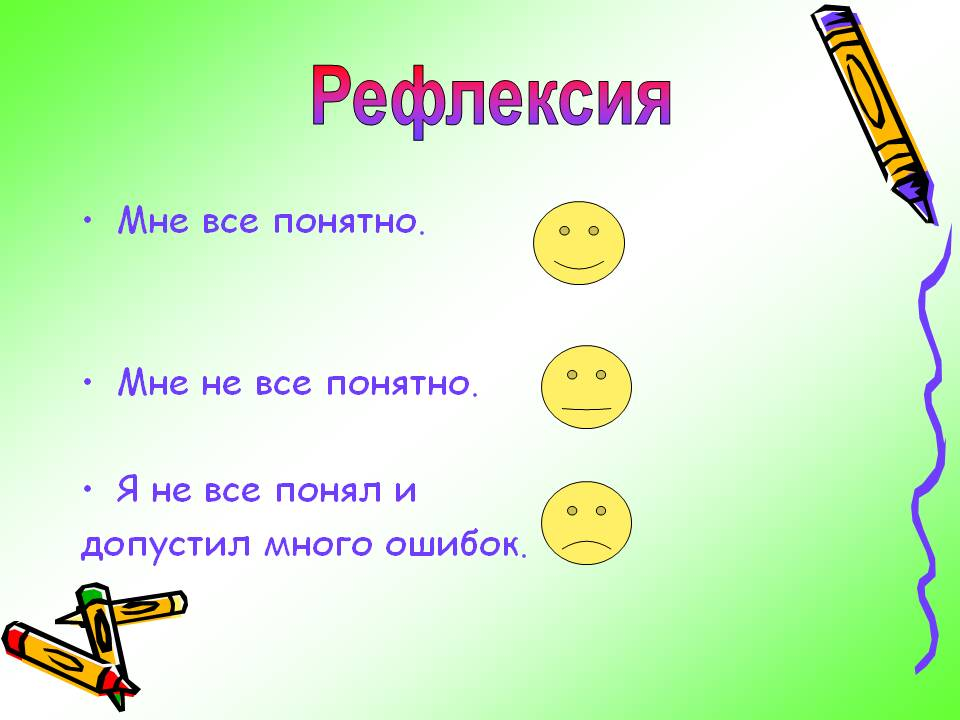 Рефлексия
• Мне все понятно.
• Мне не все понятно.
• Я не все понял и
допустил много ошибок.